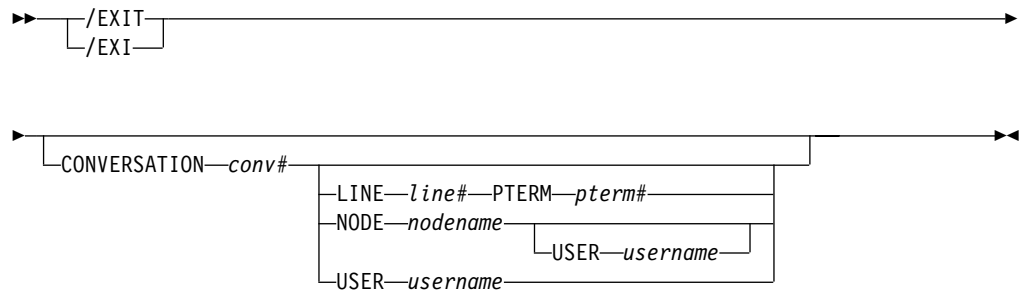 /EXIT
/EXI
CONVERSATION conv#
LINE line# PTERM pterm#
NODE nodename
USER username
USER username